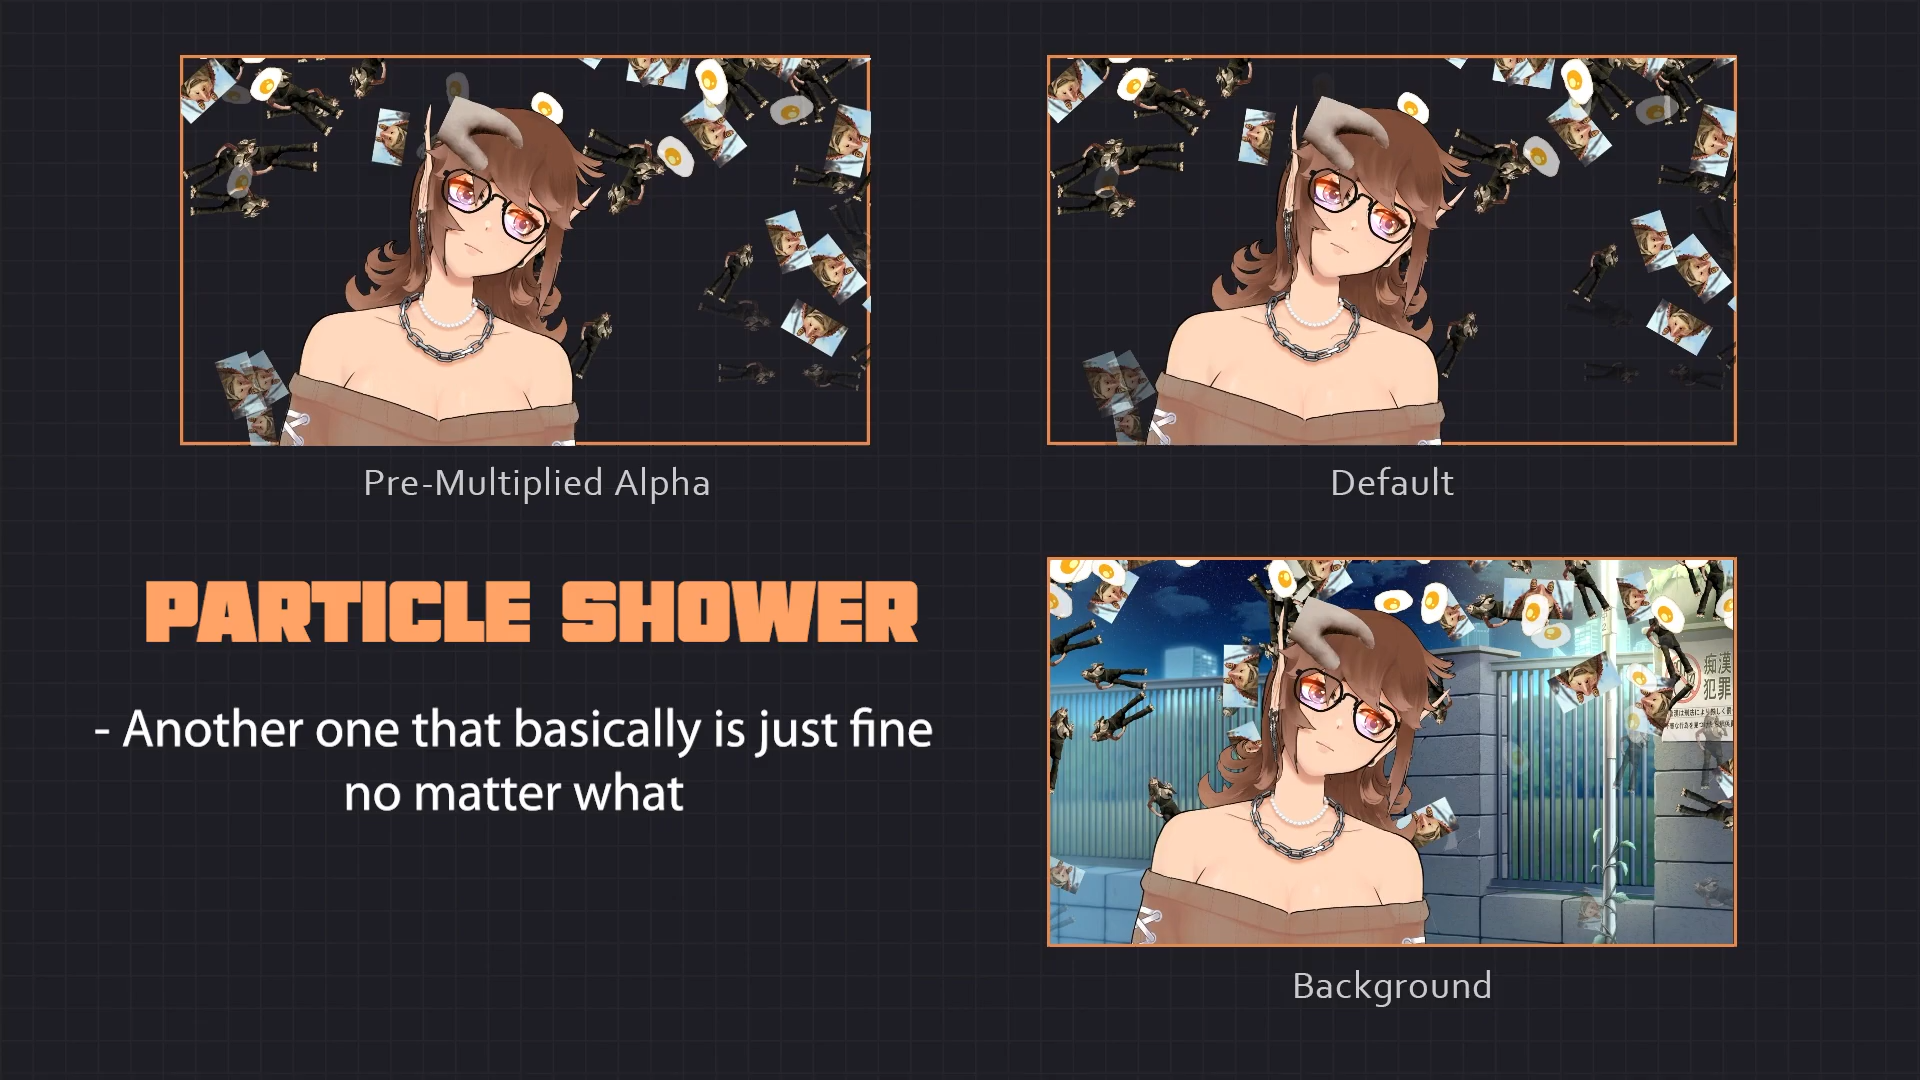 Pre-Multiplied Alpha
Default
PARTICLE SHOWER
- Another one that basically is just fine
no matter what
痴漢
犯罪
Background